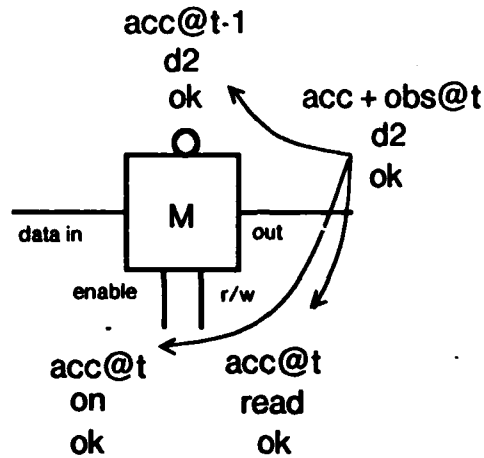 acc@t-1
d2
ok
acc + obs@t
d2
ok
M
data in
out
enable
r/w
acc@t
on
ok
acc@t
read
ok